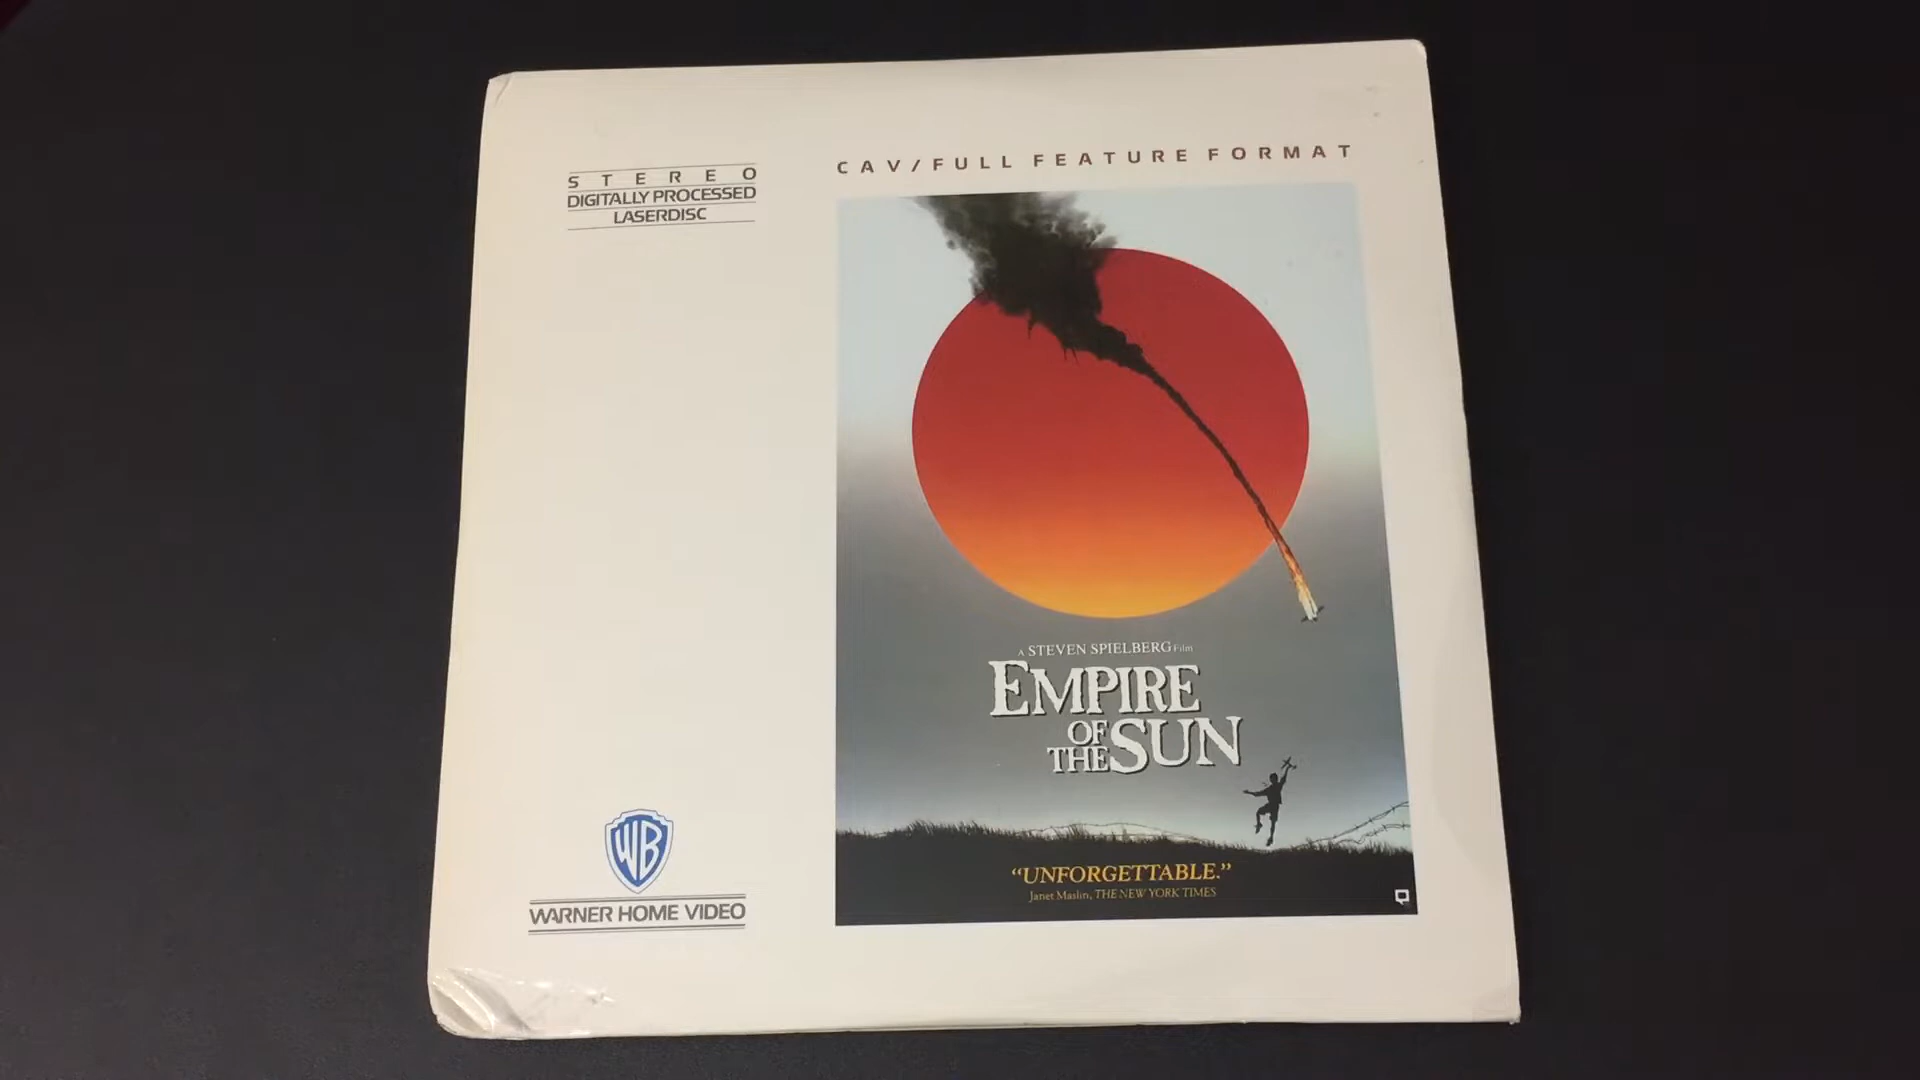 STEREO
DIGITALLY PROCESSED
LASERDISC
CAV/FULL FEATURE FORMAT
A STEVEN SPIELBERG Film
EMPIRE
OF
THE SUN
"UNFORGETTABLE."
Janet Maslin, THE NEW YORK TIMES
WB
WARNER HOME VIDEO